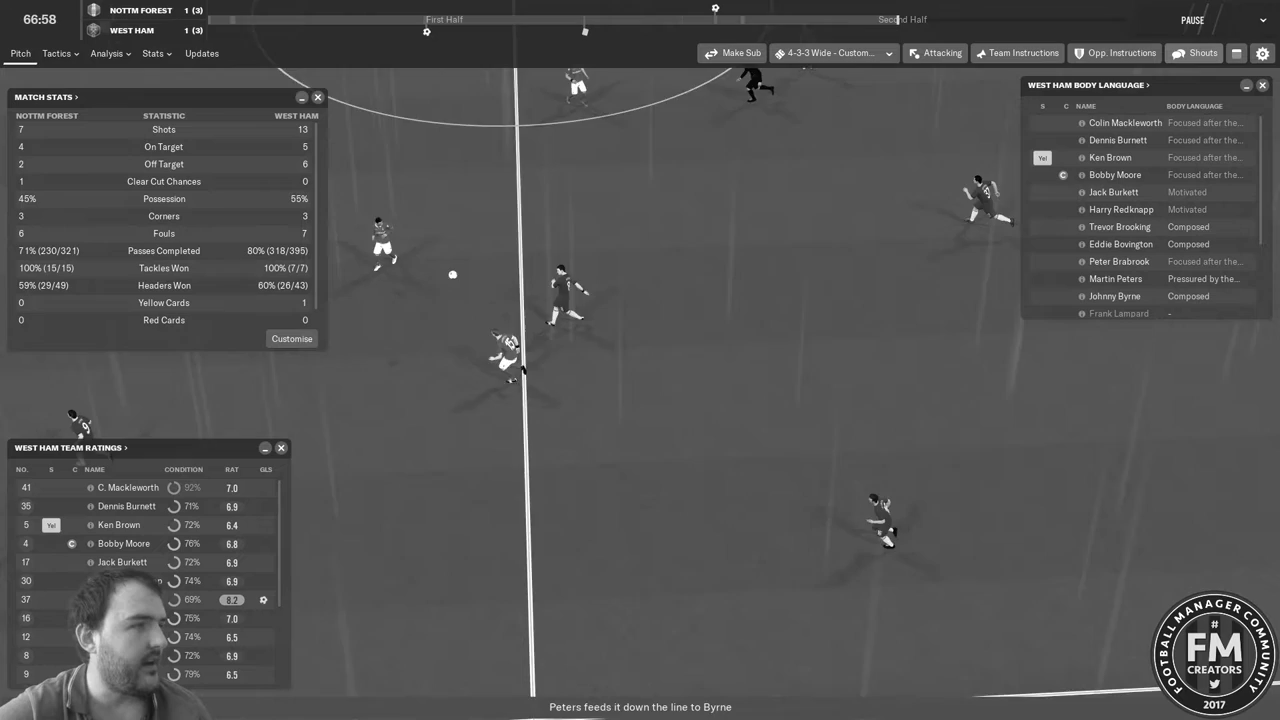 66:58
NOTTM FOREST 1 (3)
WEST HAM 1 (3)
First Half
Second Half
PAUSE
Pitch Tactics Analysis Stats Updates
Make Sub 4-3-3 Wide - Custom... Attacking Team Instructions Opp. Instructions Shouts
MATCH STATS
NOTTM FOREST STATISTIC WEST HAM
7 Shots 13
4 On Target 5
2 Off Target 6
1 Clear Cut Chances 0
45% Possession 55%
3 Corners 3
6 Fouls 7
71% (230/321) Passes Completed 80% (318/395)
100% (15/15) Tackles Won 100% (7/7)
59% (29/49) Headers Won 60% (26/43)
0 Yellow Cards 1
0 Red Cards 0
Customise
WEST HAM BODY LANGUAGE
S C NAME BODY LANGUAGE
Colin Mackleworth Focused after the...
Dennis Burnett Focused after the...
Yel Ken Brown Focused after the...
C Bobby Moore Focused after the...
Jack Burkett Motivated
Harry Redknapp Motivated
Trevor Brooking Composed
Eddie Bovington Composed
Peter Brabrook Focused after the...
Martin Peters Pressured by the...
Johnny Byrne Composed
Frank Lampard -
WEST HAM TEAM RATINGS
NO. S C NAME CONDITION RAT GLS
41 C. Mackleworth 92% 7.0
35 Dennis Burnett 71% 6.9
5 Yel Ken Brown 72% 6.4
4 C Bobby Moore 76% 6.8
17 Jack Burkett 72% 6.9
30 74% 6.9
37 69% 8.2
16 75% 7.0
12 74% 6.5
8 72% 6.9
9 79% 6.5
Peters feeds it down the line to Byrne
FOOTBALL MANAGER COMMUNITY
#
FM
CREATORS
2017